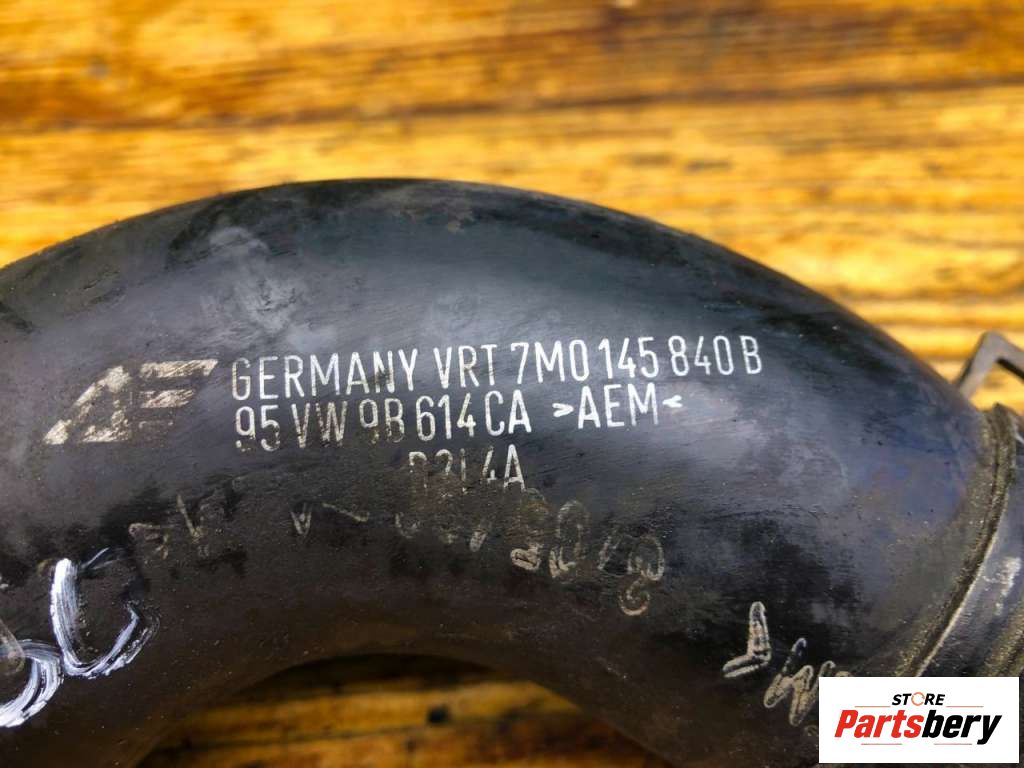 GERMANY VRT 7M0 145 840 B
95 VW 9B 614 CA >AEM<
STORE
Partsbery